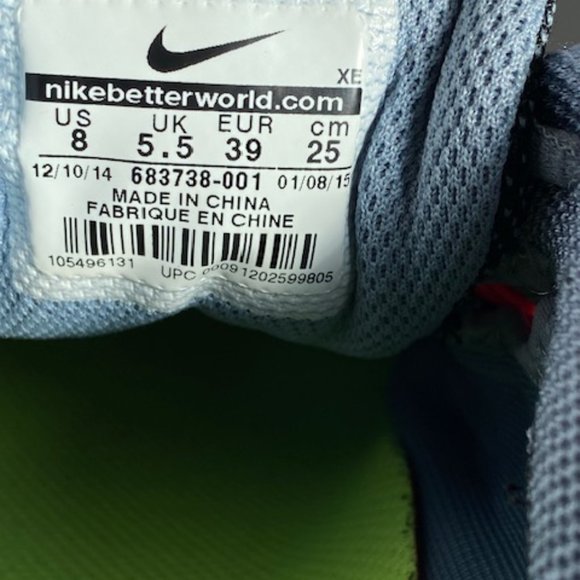 XE
nikebetterworld.com
US UK EUR cm
8 5.5 39 25
12/10/14 683738-001 01/08/15
MADE IN CHINA
FABRIQUE EN CHINE
105496131 UPC 00091202599805